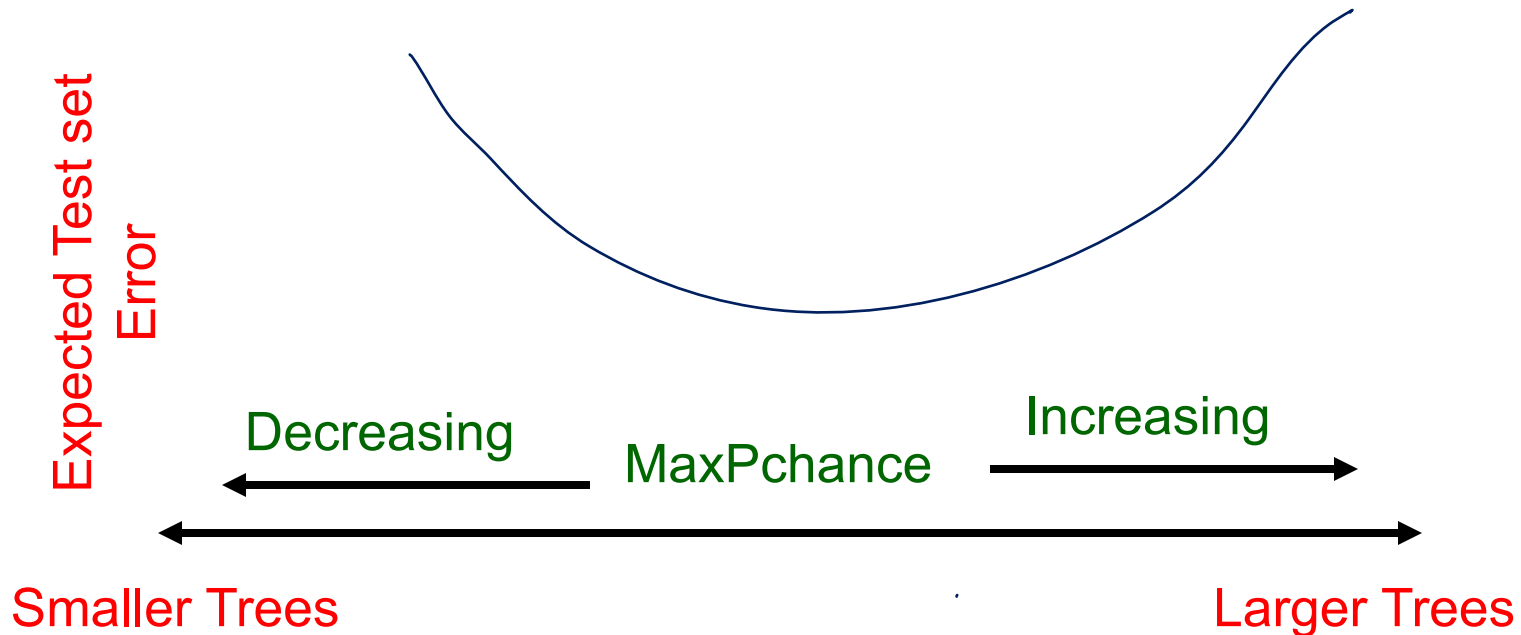 Expected Test set
Error
Decreasing
MaxPchance
Increasing
Smaller Trees
Larger Trees